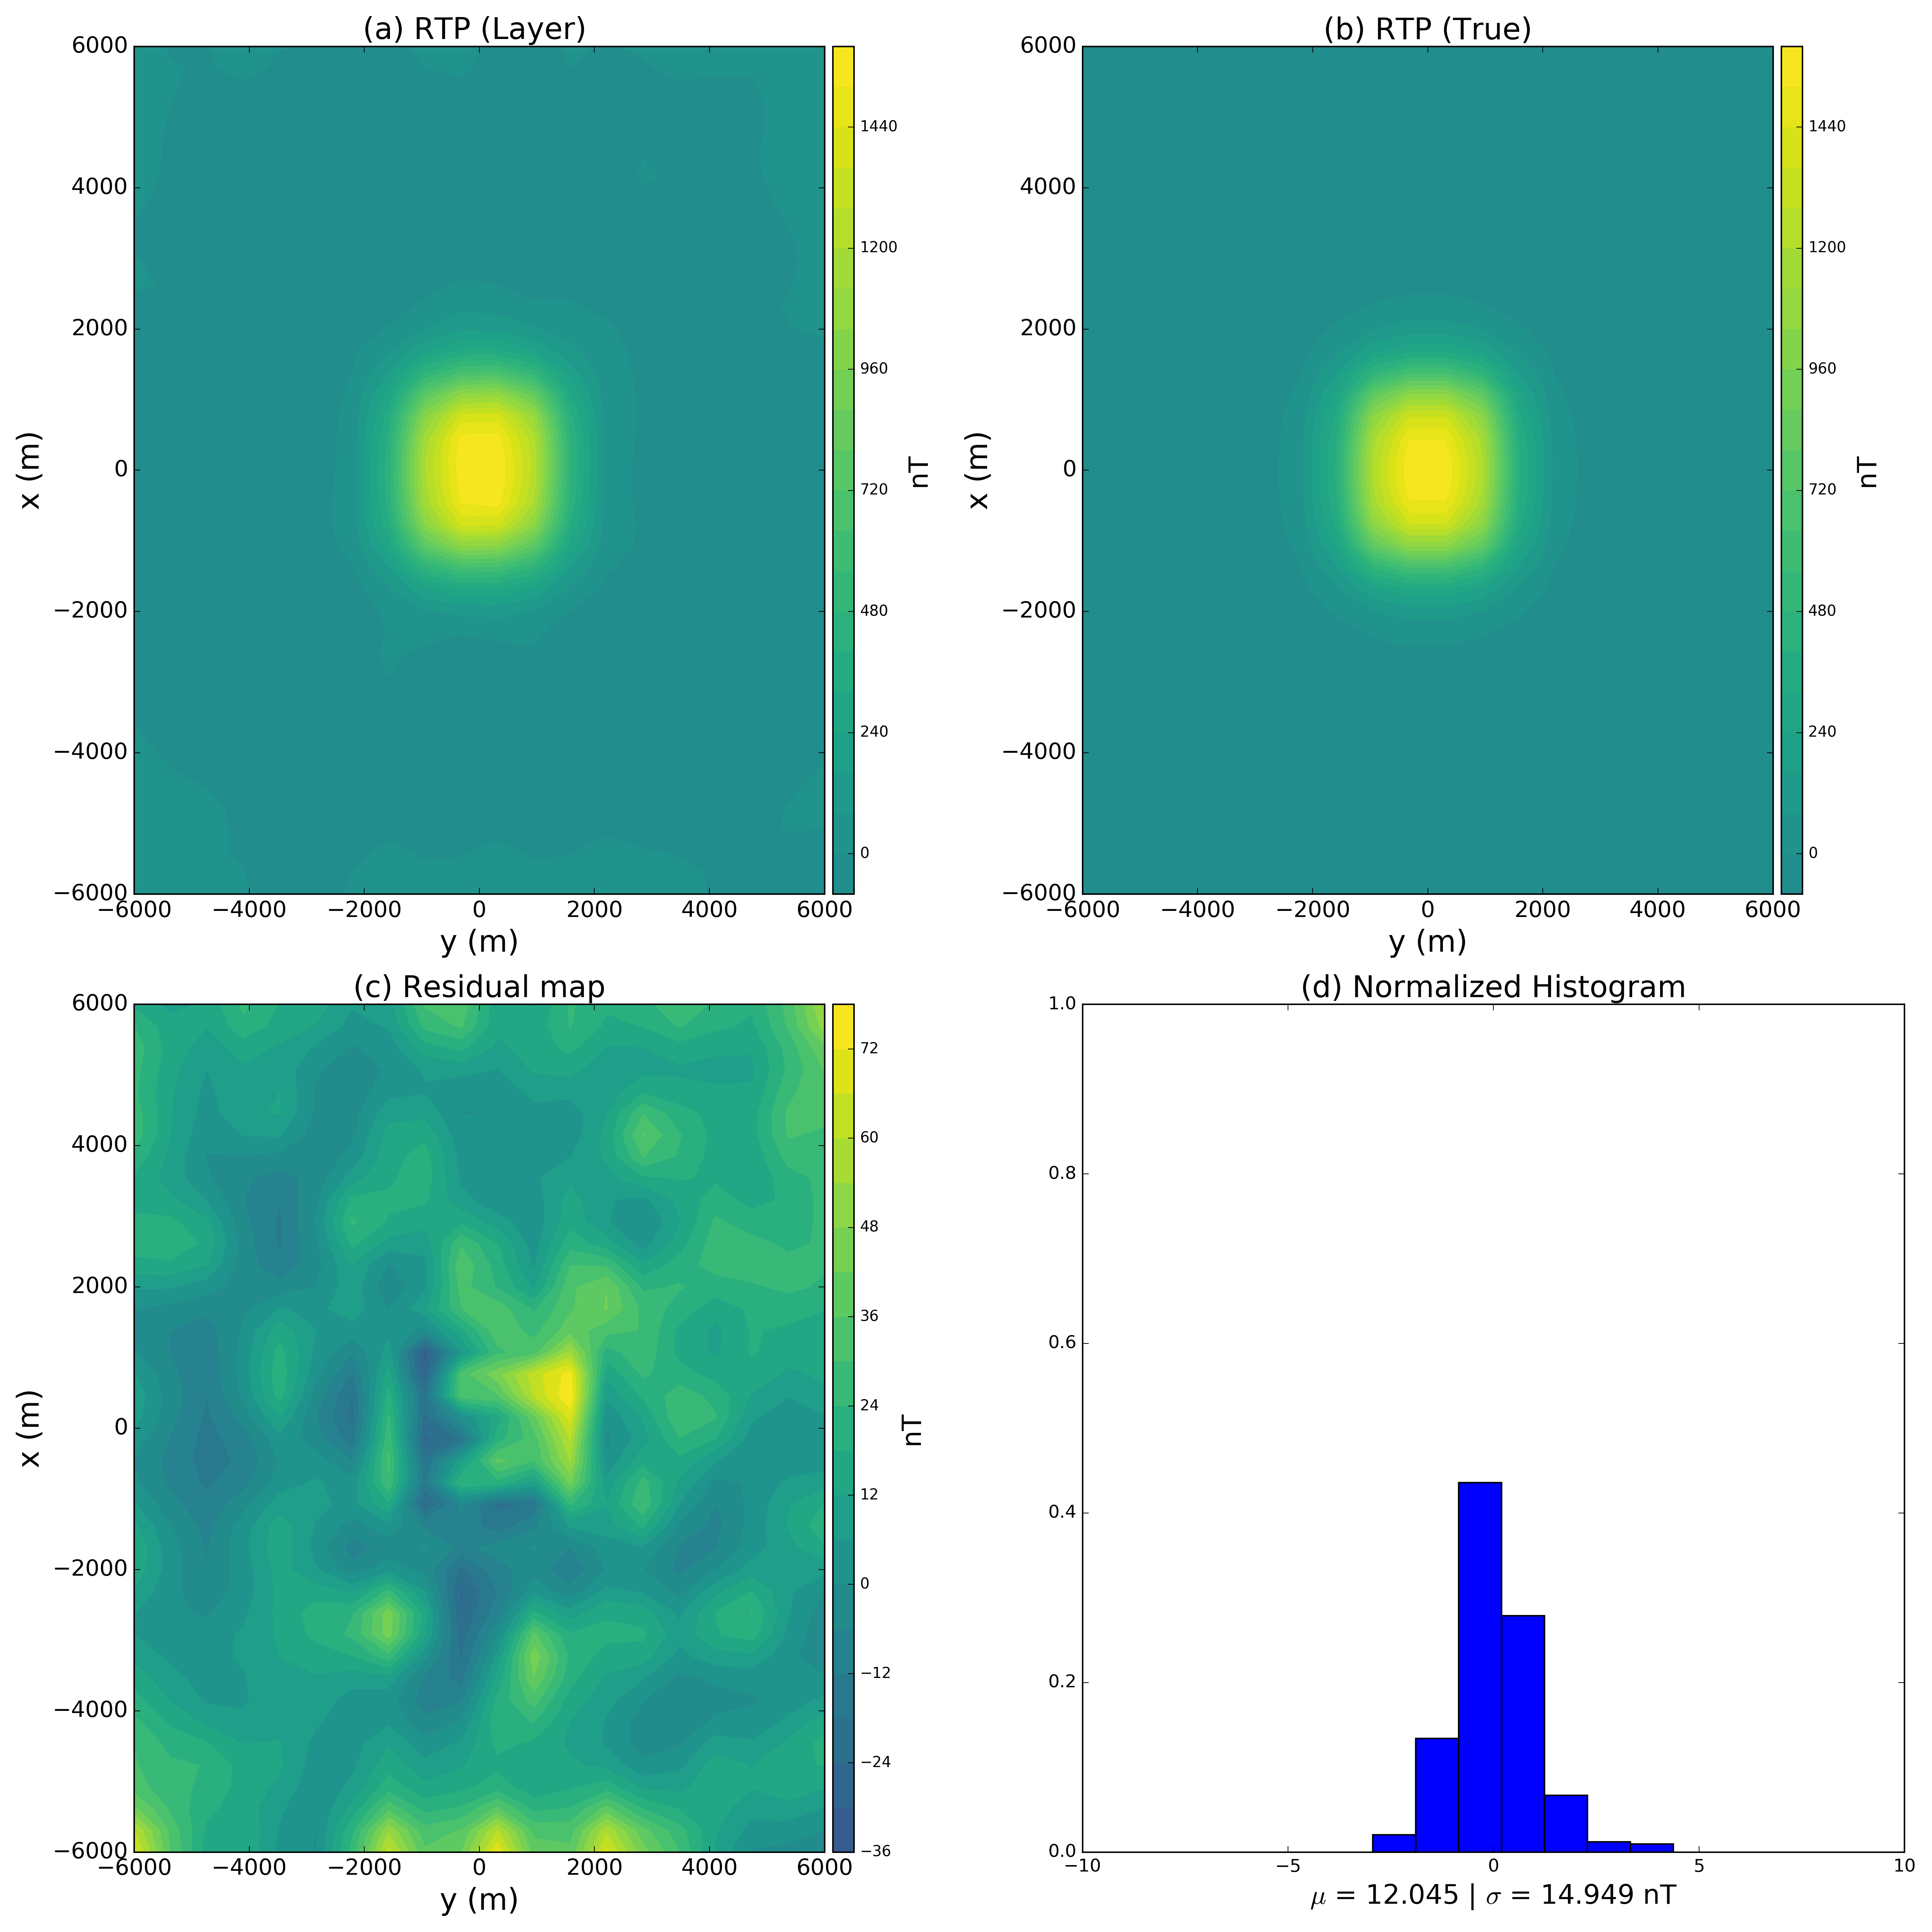 (a) RTP (Layer)
6000
4000
2000
0
−2000
−4000
−6000
x (m)
−6000 −4000 −2000 0 2000 4000 6000
y (m)
1440
1200
960
720
480
240
0
nT
(b) RTP (True)
6000
4000
2000
0
−2000
−4000
−6000
x (m)
−6000 −4000 −2000 0 2000 4000 6000
y (m)
1440
1200
960
720
480
240
0
nT
(c) Residual map
6000
4000
2000
0
−2000
−4000
−6000
x (m)
−6000 −4000 −2000 0 2000 4000 6000
y (m)
72
60
48
36
24
12
0
−12
−24
−36
nT
(d) Normalized Histogram
1.0
0.8
0.6
0.4
0.2
0.0
−10 −5 0 5 10
μ = 12.045 | σ = 14.949 nT